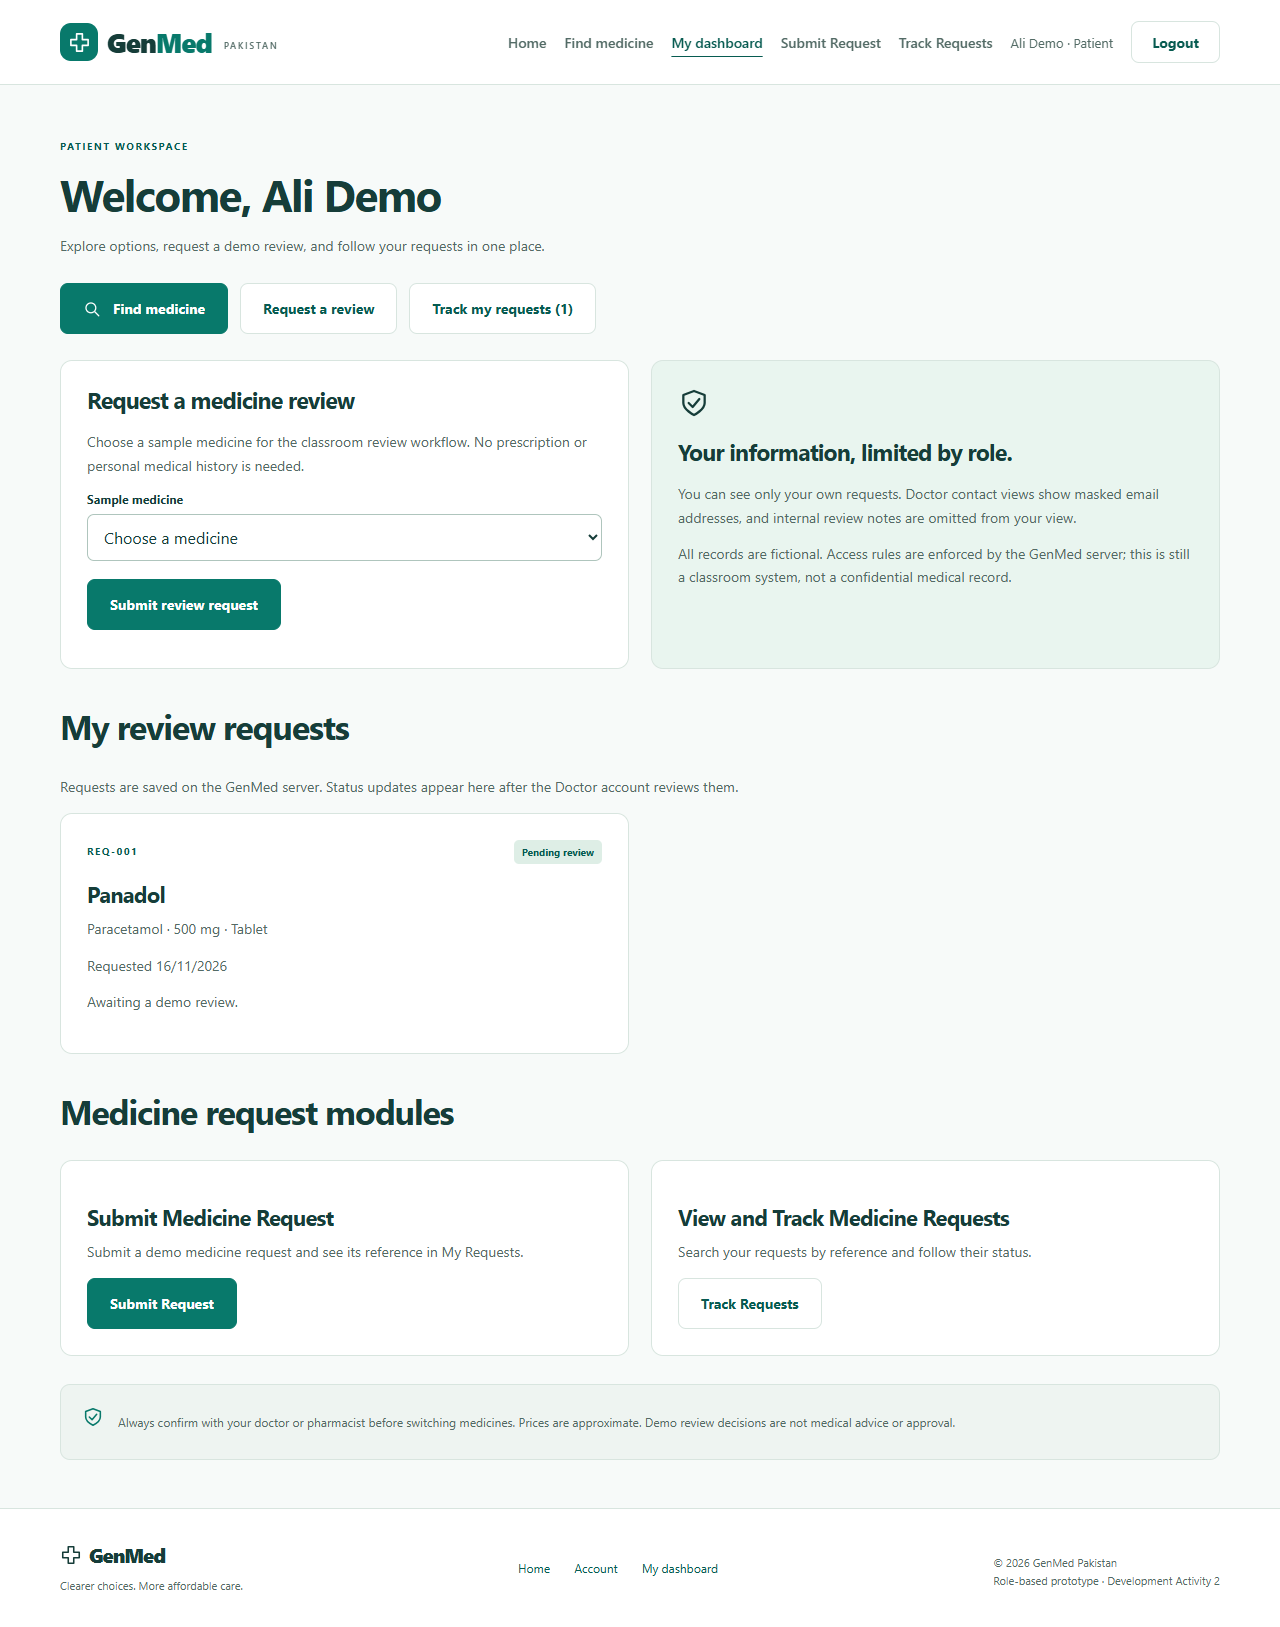 GenMed PAKISTAN
Home Find medicine My dashboard Submit Request Track Requests Ali Demo · Patient Logout
PATIENT WORKSPACE
Welcome, Ali Demo
Explore options, request a demo review, and follow your requests in one place.
Find medicine Request a review Track my requests (1)
Request a medicine review
Choose a sample medicine for the classroom review workflow. No prescription or
personal medical history is needed.
Sample medicine
Choose a medicine
Submit review request
Your information, limited by role.
You can see only your own requests. Doctor contact views show masked email
addresses, and internal review notes are omitted from your view.
All records are fictional. Access rules are enforced by the GenMed server; this is still
a classroom system, not a confidential medical record.
My review requests
Requests are saved on the GenMed server. Status updates appear here after the Doctor account reviews them.
REQ-001 Pending review
Panadol
Paracetamol · 500 mg · Tablet
Requested 16/11/2026
Awaiting a demo review.
Medicine request modules
Submit Medicine Request
Submit a demo medicine request and see its reference in My Requests.
Submit Request
View and Track Medicine Requests
Search your requests by reference and follow their status.
Track Requests
Always confirm with your doctor or pharmacist before switching medicines. Prices are approximate. Demo review decisions are not medical advice or approval.
GenMed
Clearer choices. More affordable care.
Home Account My dashboard
© 2026 GenMed Pakistan
Role-based prototype · Development Activity 2